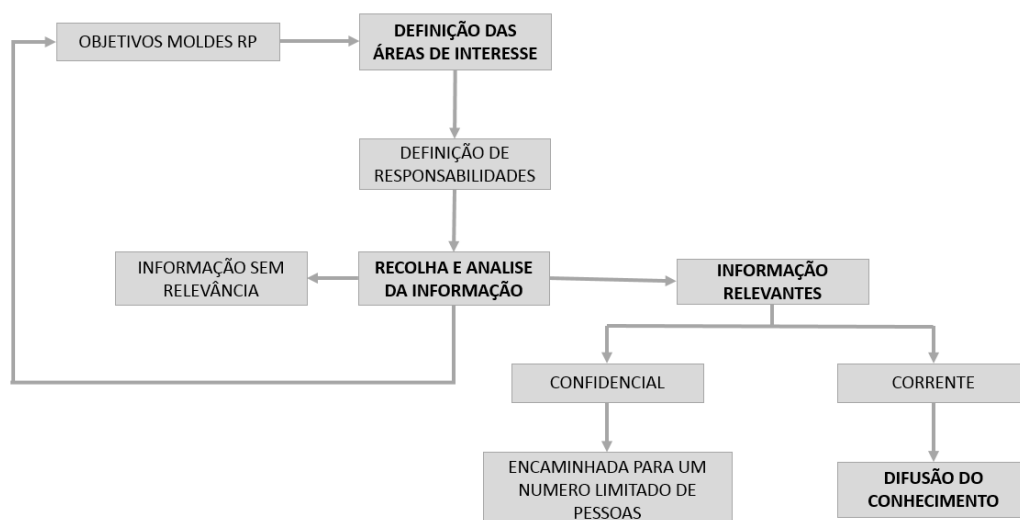 OBJETIVOS MOLDES RP
DEFINIÇÃO DAS
ÁREAS DE INTERESSE
DEFINIÇÃO DE
RESPONSABILIDADES
INFORMAÇÃO SEM
RELEVÂNCIA
RECOLHA E ANALISE
DA INFORMAÇÃO
INFORMAÇÃO
RELEVANTES
CONFIDENCIAL
CORRENTE
ENCAMINHADA PARA UM
NUMERO LIMITADO DE
PESSOAS
DIFUSÃO DO
CONHECIMENTO